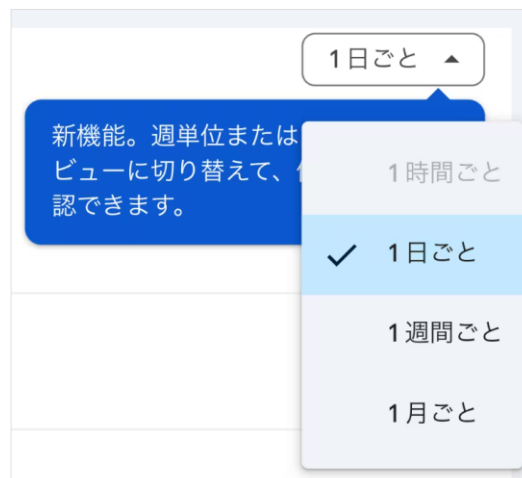 1日ごと
新機能。週単位または
ビューに切り替えて、
認できます。
1時間ごと
1日ごと
1週間ごと
1月ごと